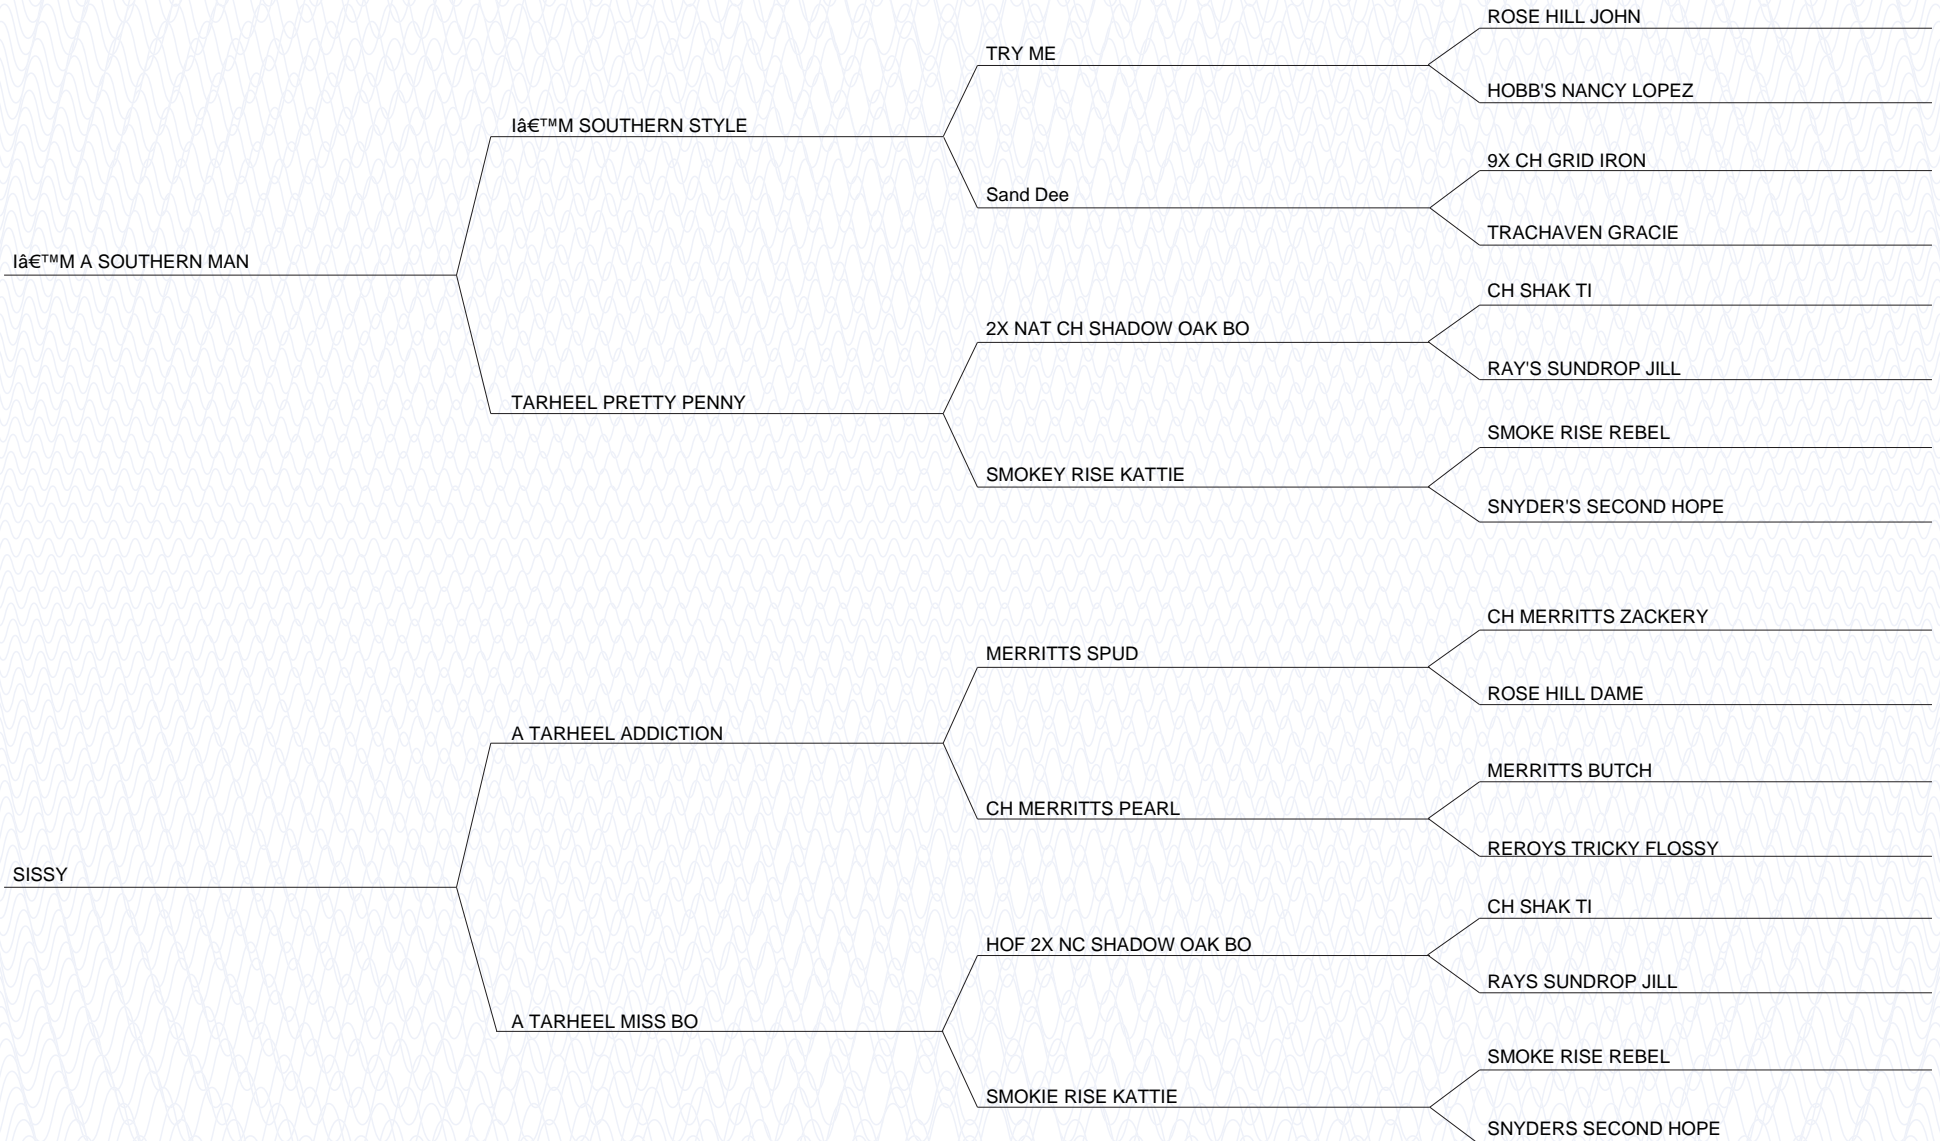 ROSE HILL JOHN
TRY ME
HOBB'S NANCY LOPEZ
Iâ€™M SOUTHERN STYLE
9X CH GRID IRON
Sand Dee
TRACHAVEN GRACIE
Iâ€™M A SOUTHERN MAN
CH SHAK TI
2X NAT CH SHADOW OAK BO
RAY'S SUNDROP JILL
TARHEEL PRETTY PENNY
SMOKE RISE REBEL
SMOKEY RISE KATTIE
SNYDER'S SECOND HOPE
CH MERRITTS ZACKERY
MERRITTS SPUD
ROSE HILL DAME
A TARHEEL ADDICTION
MERRITTS BUTCH
CH MERRITTS PEARL
REROYS TRICKY FLOSSY
SISSY
CH SHAK TI
HOF 2X NC SHADOW OAK BO
RAYS SUNDROP JILL
A TARHEEL MISS BO
SMOKE RISE REBEL
SMOKIE RISE KATTIE
SNYDERS SECOND HOPE